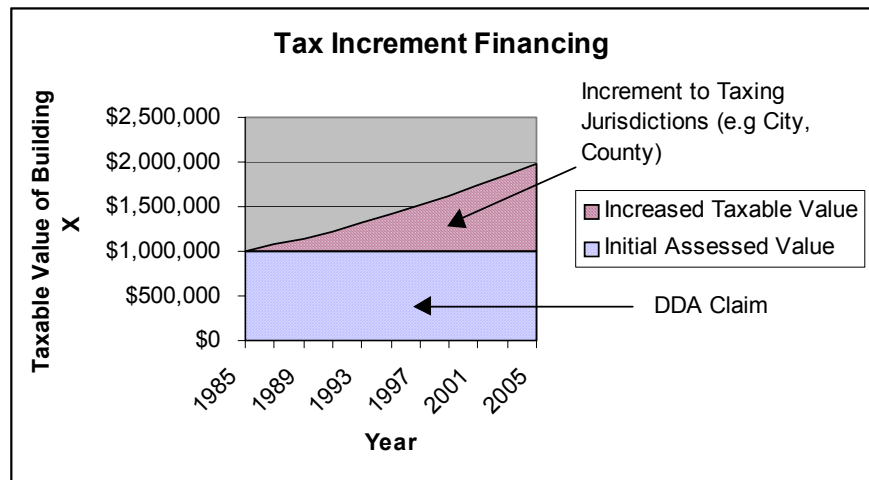 Tax Increment Financing
Taxable Value of Building
X
$2,500,000
$2,000,000
$1,500,000
$1,000,000
$500,000
$0
1985
1989
1993
1997
2001
2005
Year
Increment to Taxing
Jurisdictions (e.g City,
County)
Increased Taxable Value
Initial Assessed Value
DDA Claim